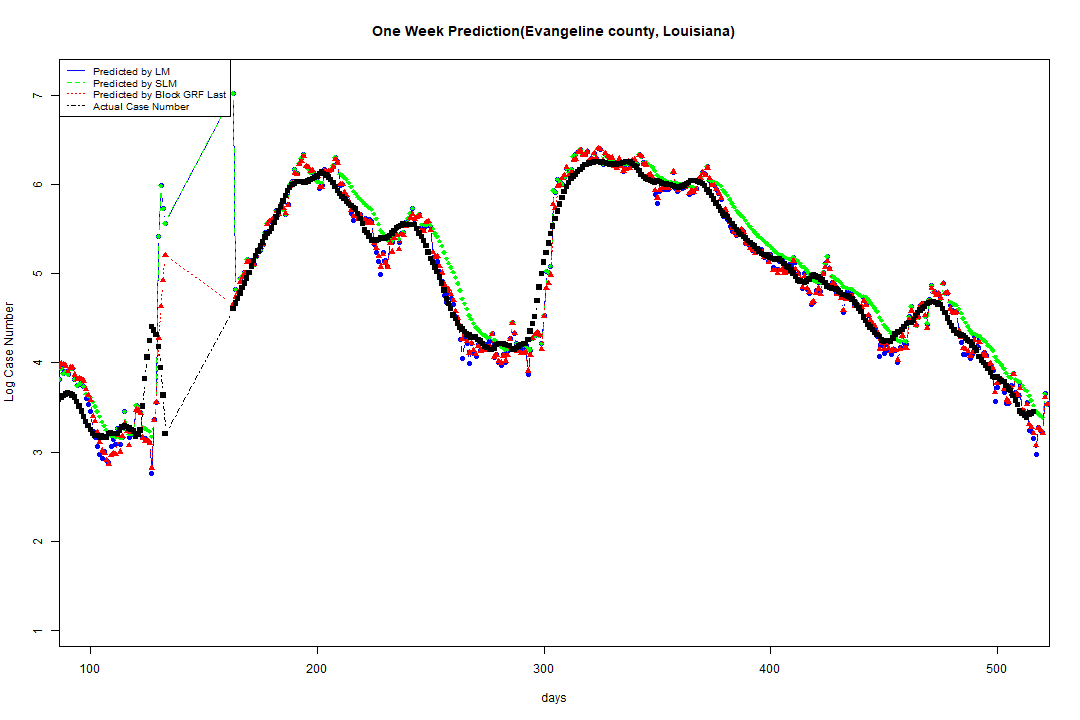 One Week Prediction(Evangeline county, Louisiana)
Predicted by LM
Predicted by SLM
Predicted by Block GRF Last
Actual Case Number
7
6
5
4
3
2
1
Log Case Number
100 200 300 400 500
days